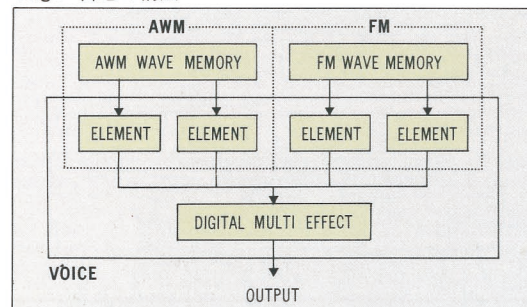 AWM FM
AWM WAVE MEMORY FM WAVE MEMORY
ELEMENT ELEMENT ELEMENT ELEMENT
DIGITAL MULTI EFFECT
VOICE
OUTPUT